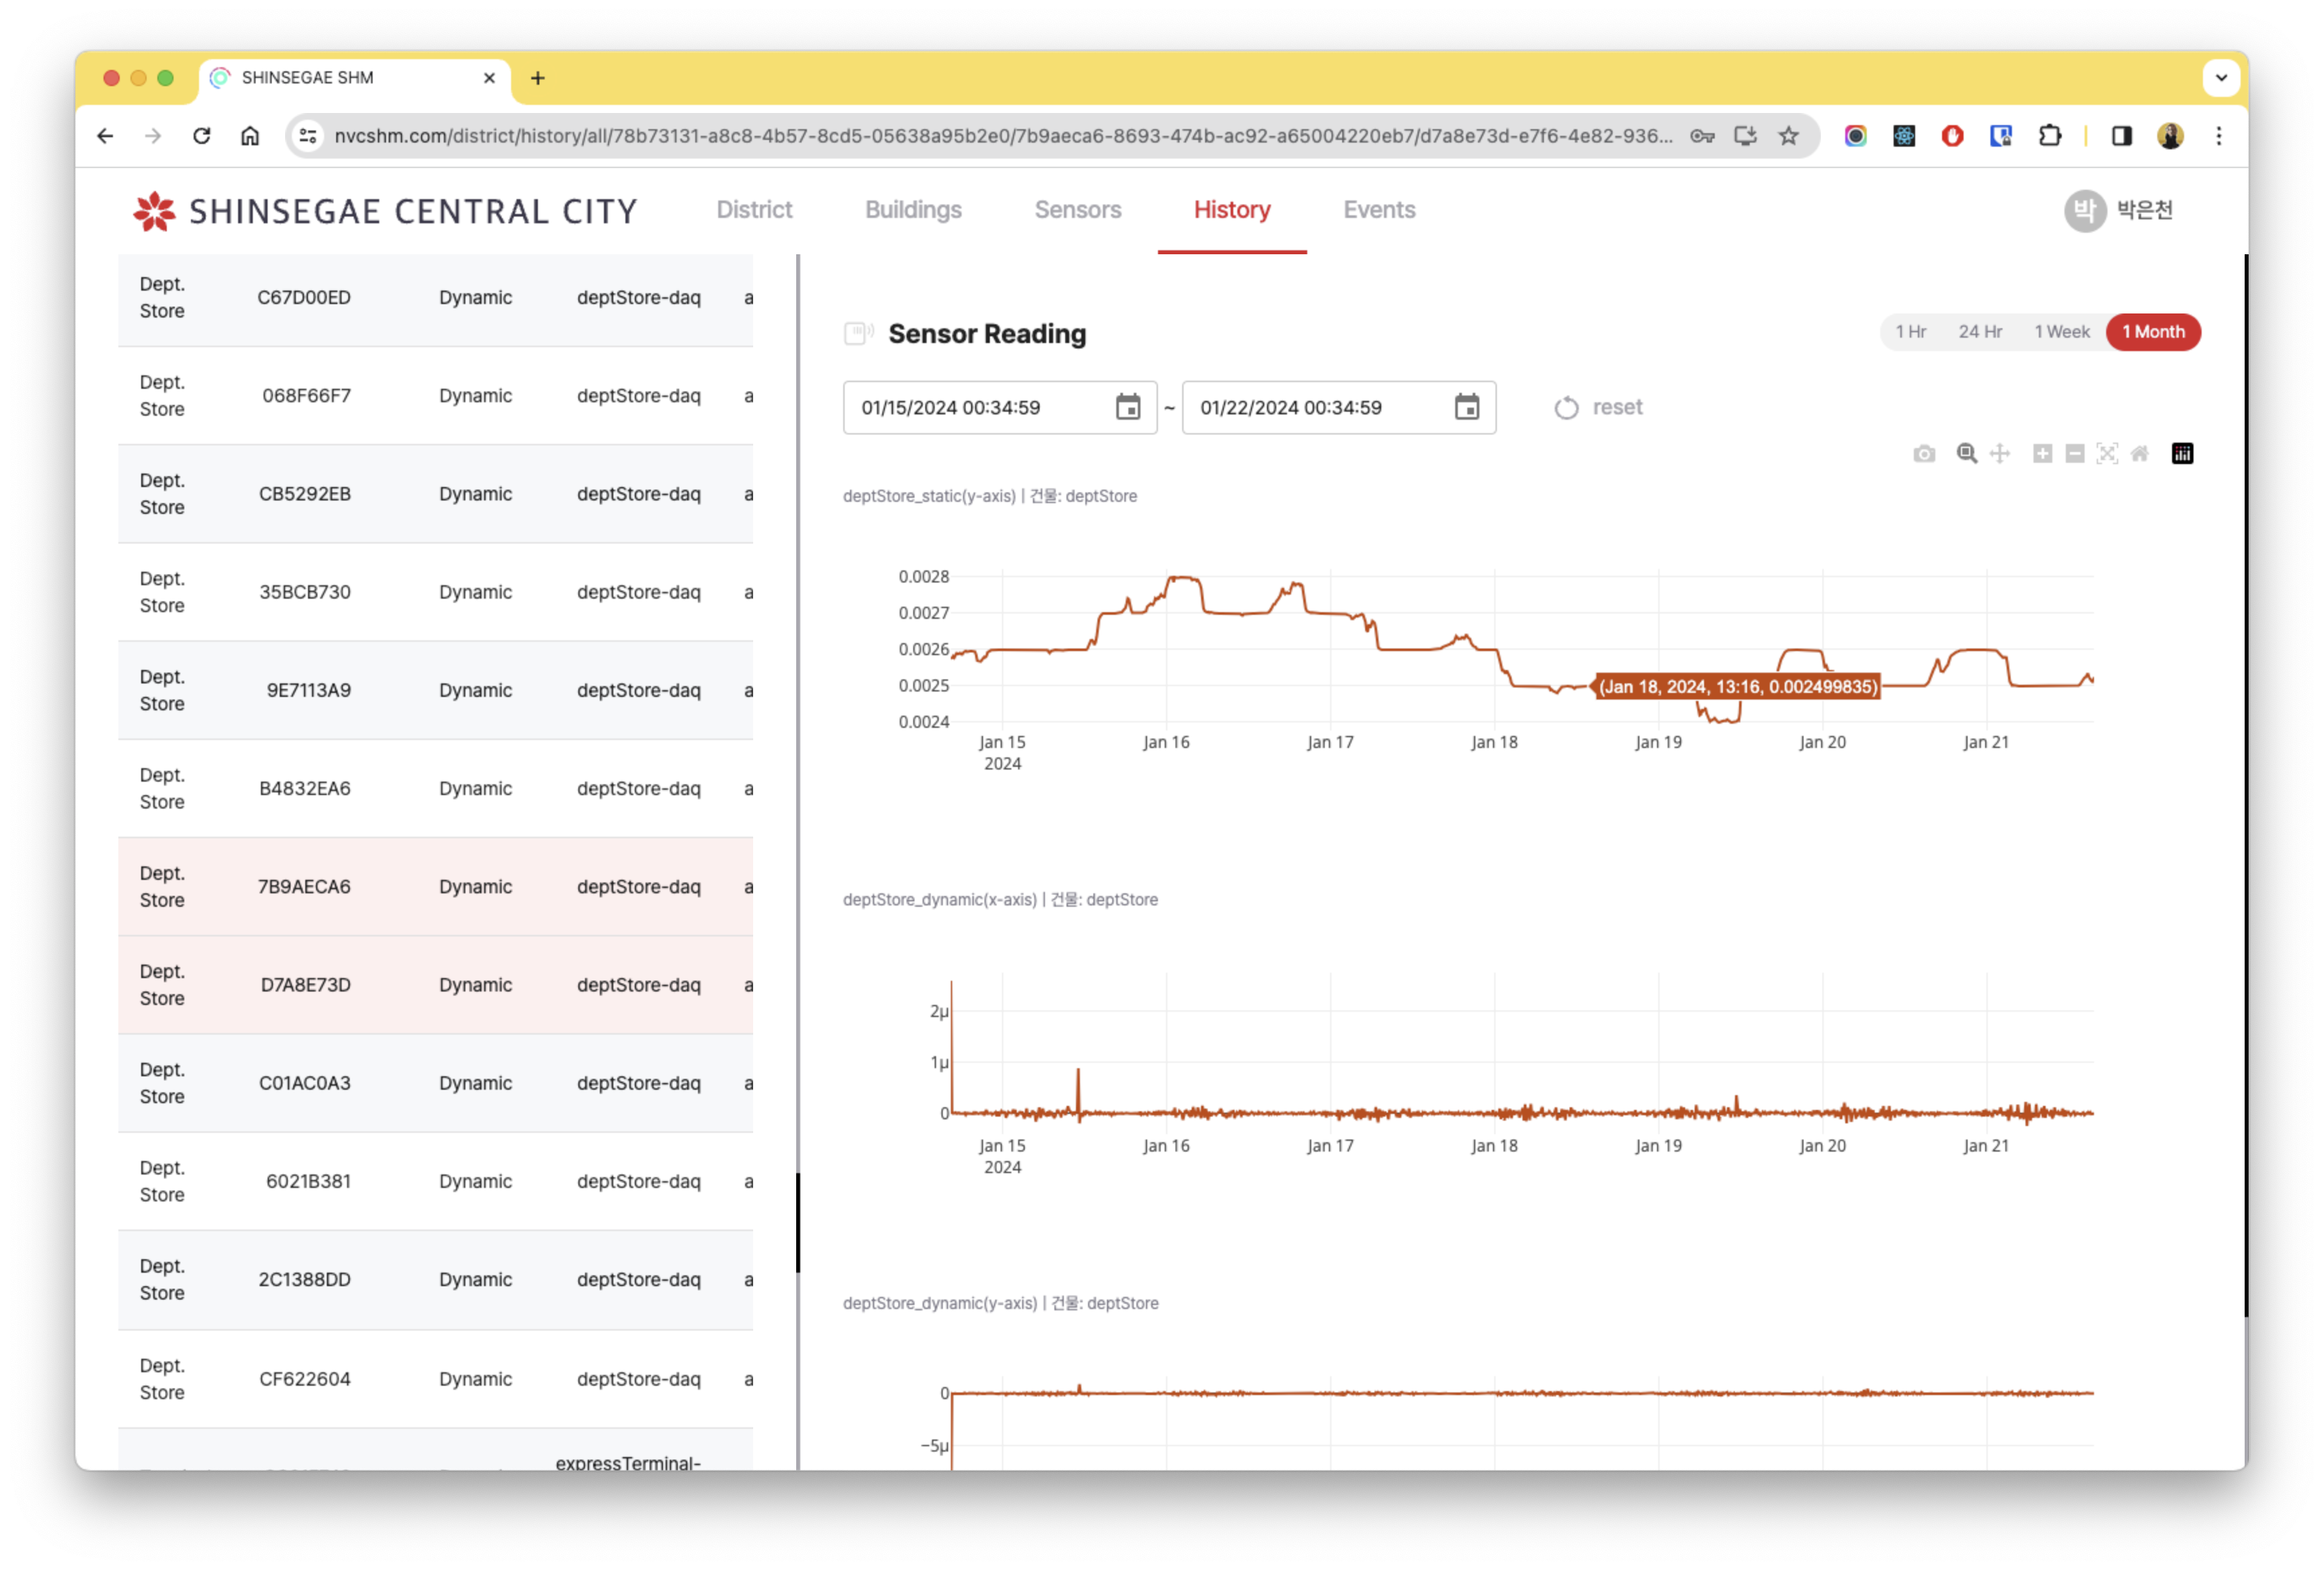 SHINSEGAE SHM
nvcshm.com/district/history/all/78b73131-a8c8-4b57-8cd5-05638a95b2e0/7b9aeca6-8693-474b-ac92-a65004220eb7/d7a8e73d-e7f6-4e82-936...
SHINSEGAE CENTRAL CITY
District Buildings Sensors History Events
박 박은천
Dept. Store C67D00ED Dynamic deptStore-daq a
Dept. Store 068F66F7 Dynamic deptStore-daq a
Dept. Store CB5292EB Dynamic deptStore-daq a
Dept. Store 35BCB730 Dynamic deptStore-daq a
Dept. Store 9E7113A9 Dynamic deptStore-daq a
Dept. Store B4832EA6 Dynamic deptStore-daq a
Dept. Store 7B9AECA6 Dynamic deptStore-daq a
Dept. Store D7A8E73D Dynamic deptStore-daq a
Dept. Store C01AC0A3 Dynamic deptStore-daq a
Dept. Store 6021B381 Dynamic deptStore-daq a
Dept. Store 2C1388DD Dynamic deptStore-daq a
Dept. Store CF622604 Dynamic deptStore-daq a
expressTerminal-
Sensor Reading
1 Hr 24 Hr 1 Week 1 Month
01/15/2024 00:34:59 ~ 01/22/2024 00:34:59 reset
deptStore_static(y-axis) | 건물: deptStore
0.0028
0.0027
0.0026
0.0025
0.0024
(Jan 18, 2024, 13:16, 0.002499835)
Jan 15 Jan 16 Jan 17 Jan 18 Jan 19 Jan 20 Jan 21
2024
deptStore_dynamic(x-axis) | 건물: deptStore
2μ
1μ
0
Jan 15 Jan 16 Jan 17 Jan 18 Jan 19 Jan 20 Jan 21
2024
deptStore_dynamic(y-axis) | 건물: deptStore
0
−5μ